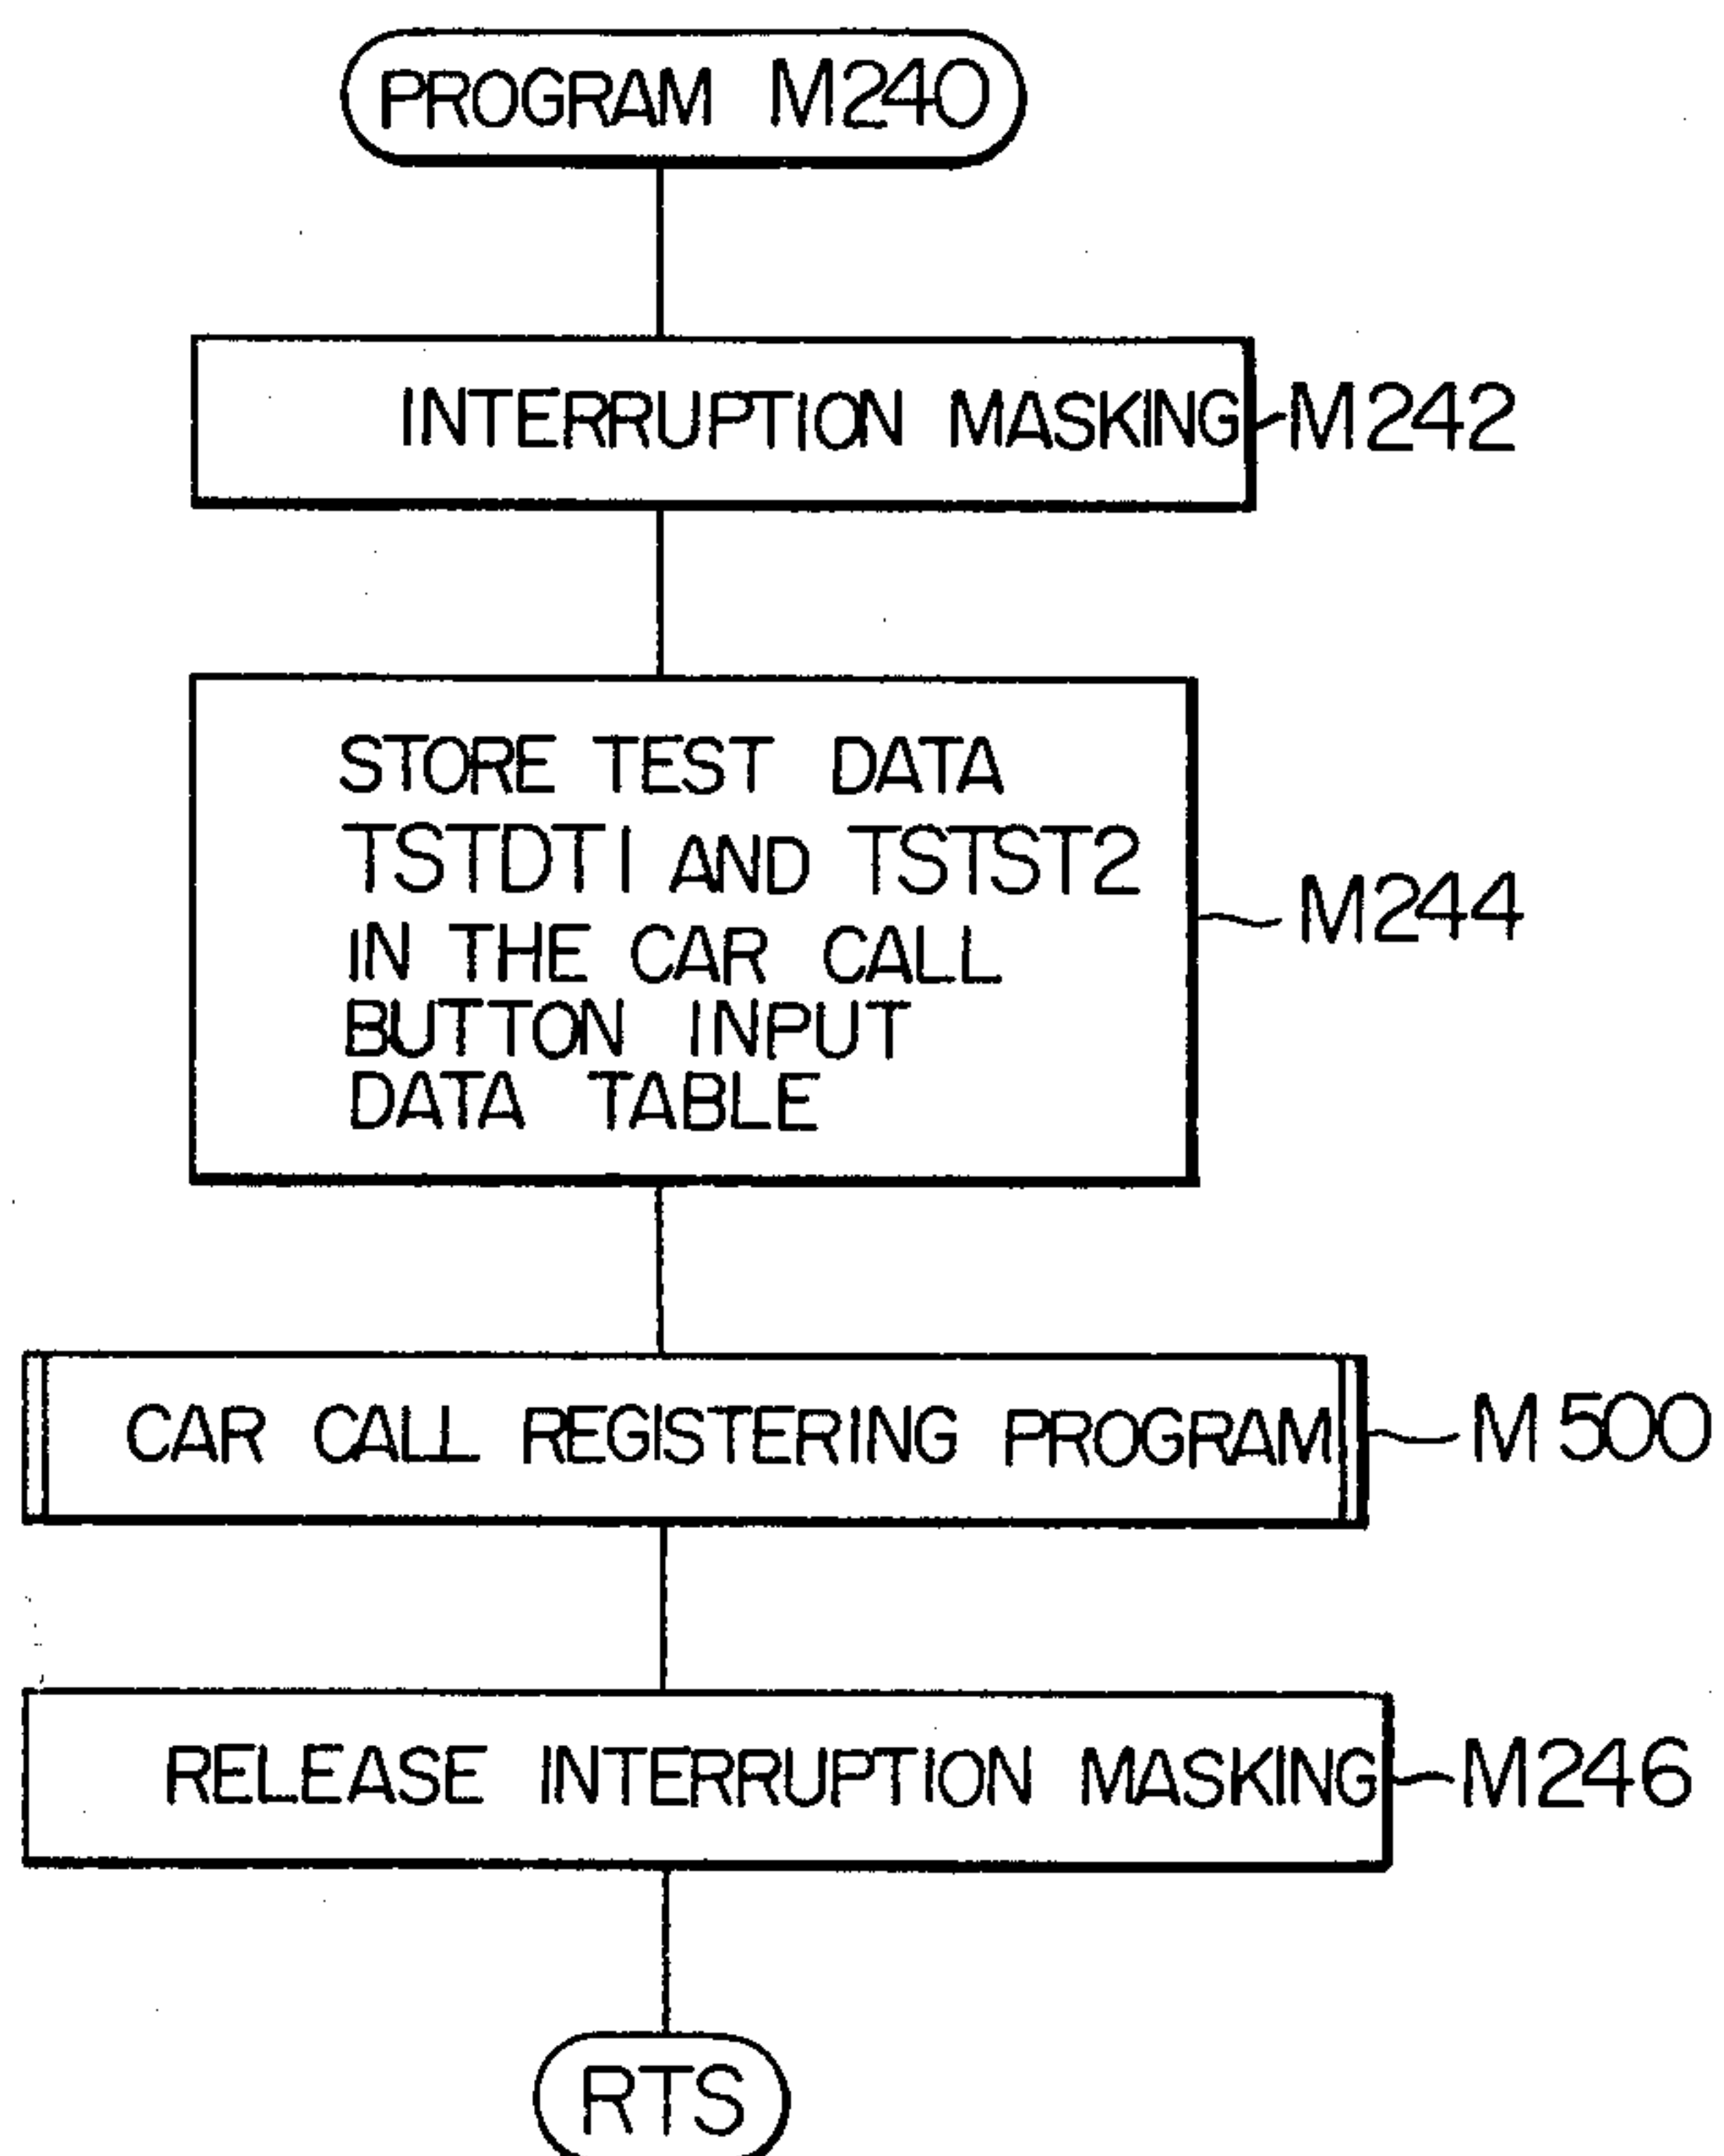 PROGRAM M240
INTERRUPTION MASKING
M242
STORE TEST DATA
TSTDT1 AND TSTST2
IN THE CAR CALL
BUTTON INPUT
DATA TABLE
M244
CAR CALL REGISTERING PROGRAM
M500
RELEASE INTERRUPTION MASKING
M246
RTS